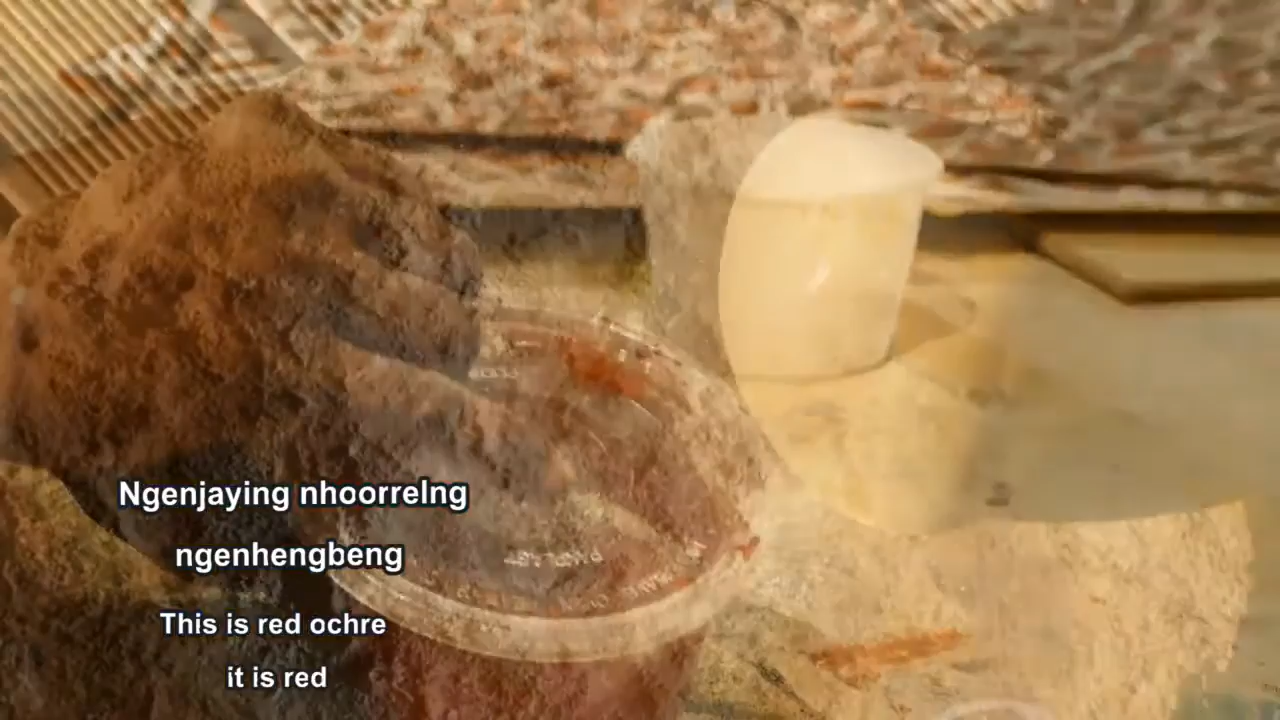 Ngenjaying nhoorrelng
ngenhengbeng
This is red ochre
it is red